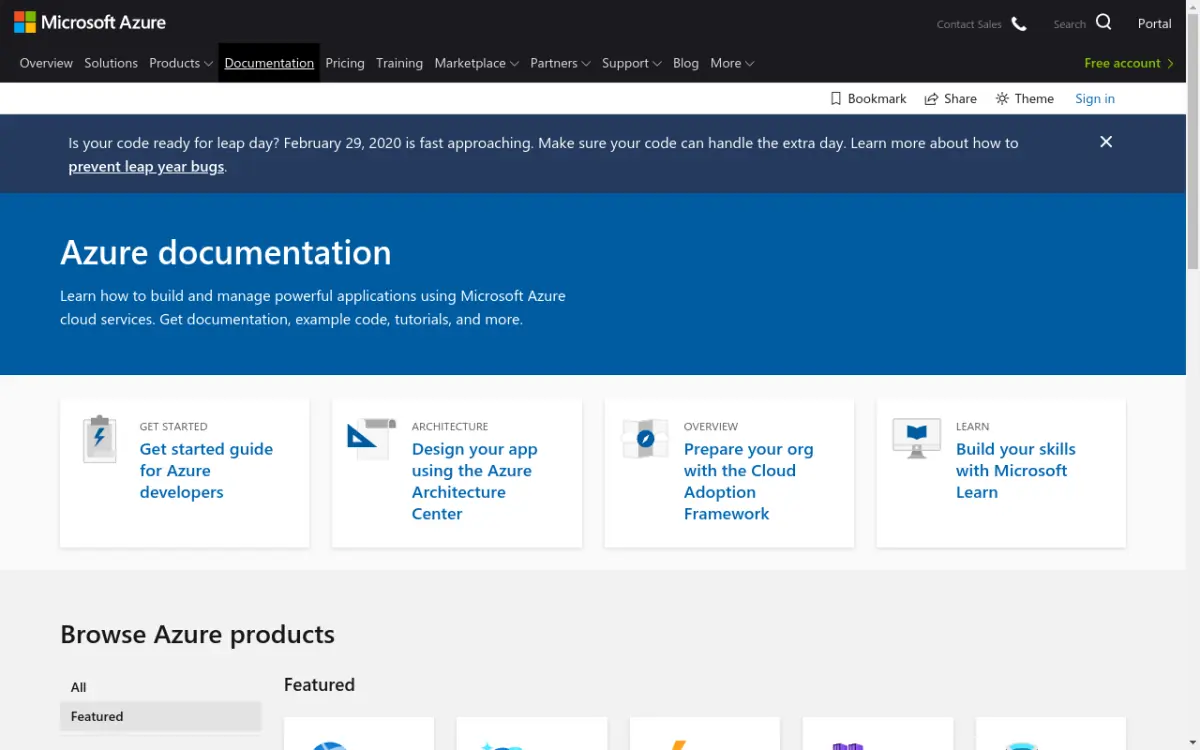 Microsoft Azure
Contact Sales
Search
Portal
Overview Solutions Products Documentation Pricing Training Marketplace Partners Support Blog More
Free account
Bookmark Share Theme Sign in
Is your code ready for leap day? February 29, 2020 is fast approaching. Make sure your code can handle the extra day. Learn more about how to
prevent leap year bugs.
Azure documentation
Learn how to build and manage powerful applications using Microsoft Azure
cloud services. Get documentation, example code, tutorials, and more.
GET STARTED
Get started guide
for Azure
developers
ARCHITECTURE
Design your app
using the Azure
Architecture
Center
OVERVIEW
Prepare your org
with the Cloud
Adoption
Framework
LEARN
Build your skills
with Microsoft
Learn
Browse Azure products
All
Featured
Featured